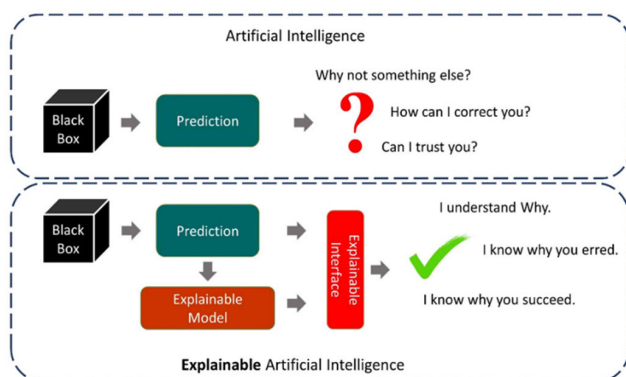 Artificial Intelligence
Why not something else?
Black
Box
Prediction
?
How can I correct you?
Can I trust you?
Black
Box
Prediction
Explainable
Model
Explainable
Interface
I understand Why.
I know why you erred.
I know why you succeed.
Explainable Artificial Intelligence